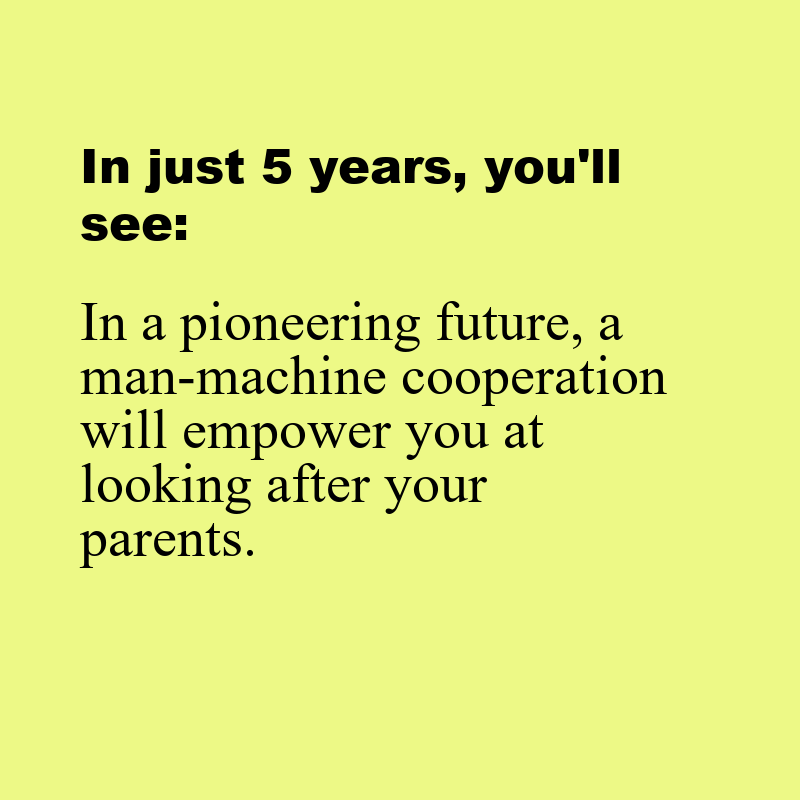 In just 5 years, you'll
see:
In a pioneering future, a
man-machine cooperation
will empower you at
looking after your
parents.